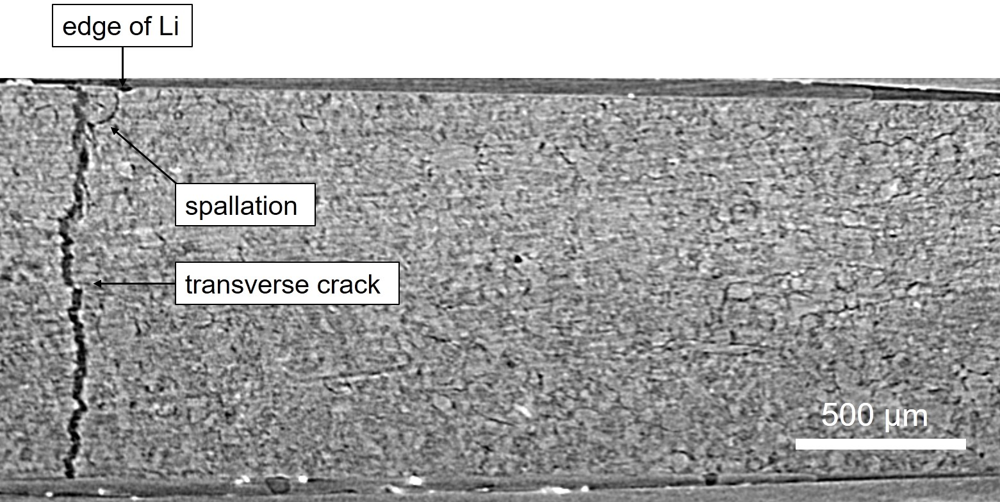 edge of Li
spallation
transverse crack
500 µm